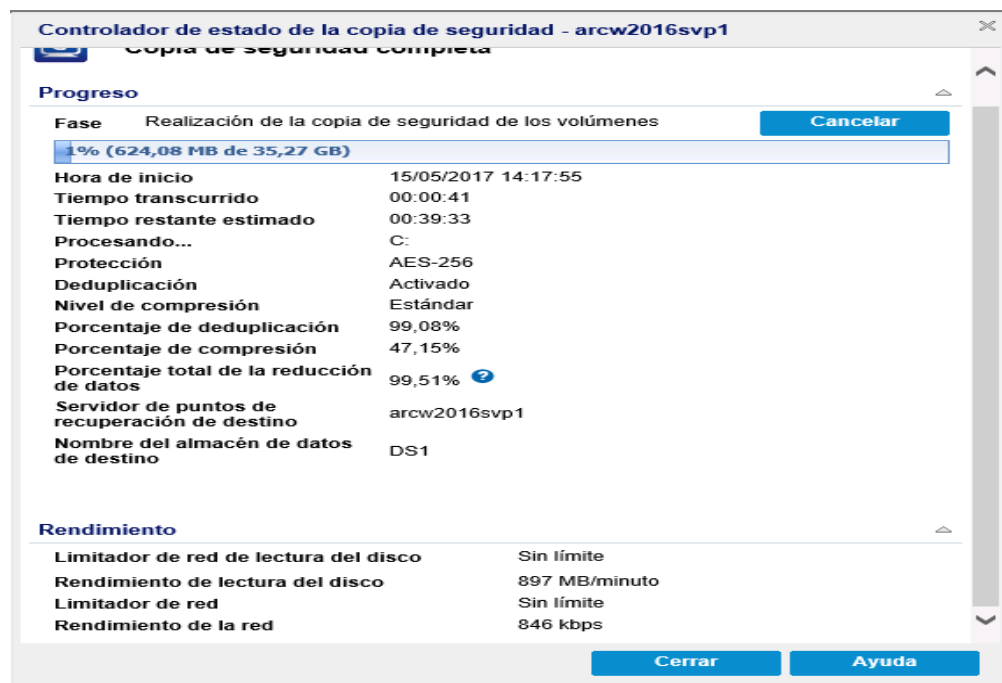 Controlador de estado de la copia de seguridad - arcw2016svp1
Copia de seguridad completa
Progreso
Fase Realización de la copia de seguridad de los volúmenes Cancelar
1% (624,08 MB de 35,27 GB)
Hora de inicio 15/05/2017 14:17:55
Tiempo transcurrido 00:00:41
Tiempo restante estimado 00:39:33
Procesando... C:
Protección AES-256
Deduplicación Activado
Nivel de compresión Estándar
Porcentaje de deduplicación 99,08%
Porcentaje de compresión 47,15%
Porcentaje total de la reducción
de datos 99,51% ?
Servidor de puntos de
recuperación de destino arcw2016svp1
Nombre del almacén de datos
de destino DS1
Rendimiento
Limitador de red de lectura del disco Sin límite
Rendimiento de lectura del disco 897 MB/minuto
Limitador de red Sin límite
Rendimiento de la red 846 kbps
Cerrar Ayuda